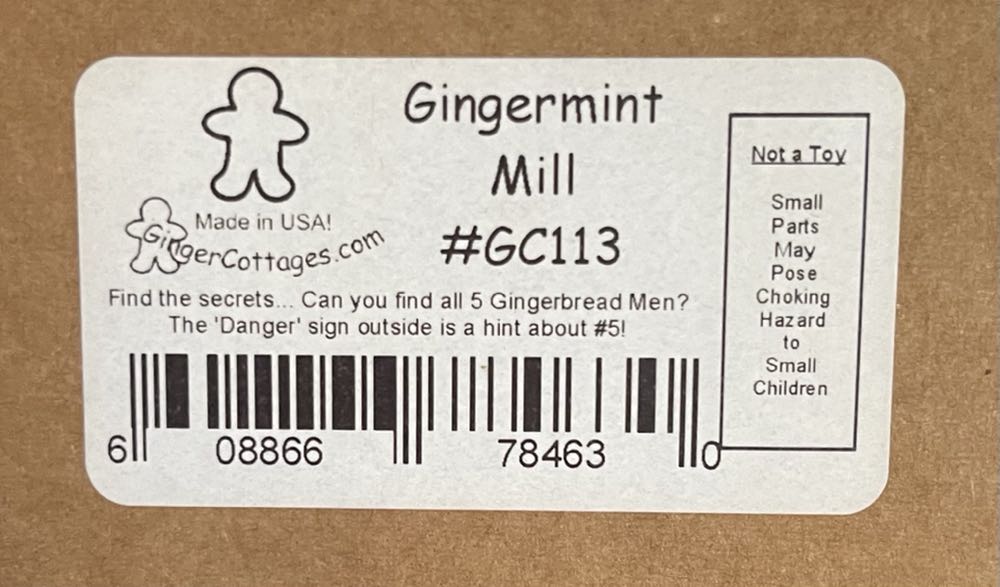 Gingermint
Mill
#GC113
Made in USA!
GingerCottages.com
Find the secrets... Can you find all 5 Gingerbread Men?
The 'Danger' sign outside is a hint about #5!
6 08866 78463 0
Not a Toy
Small
Parts
May
Pose
Choking
Hazard
to
Small
Children